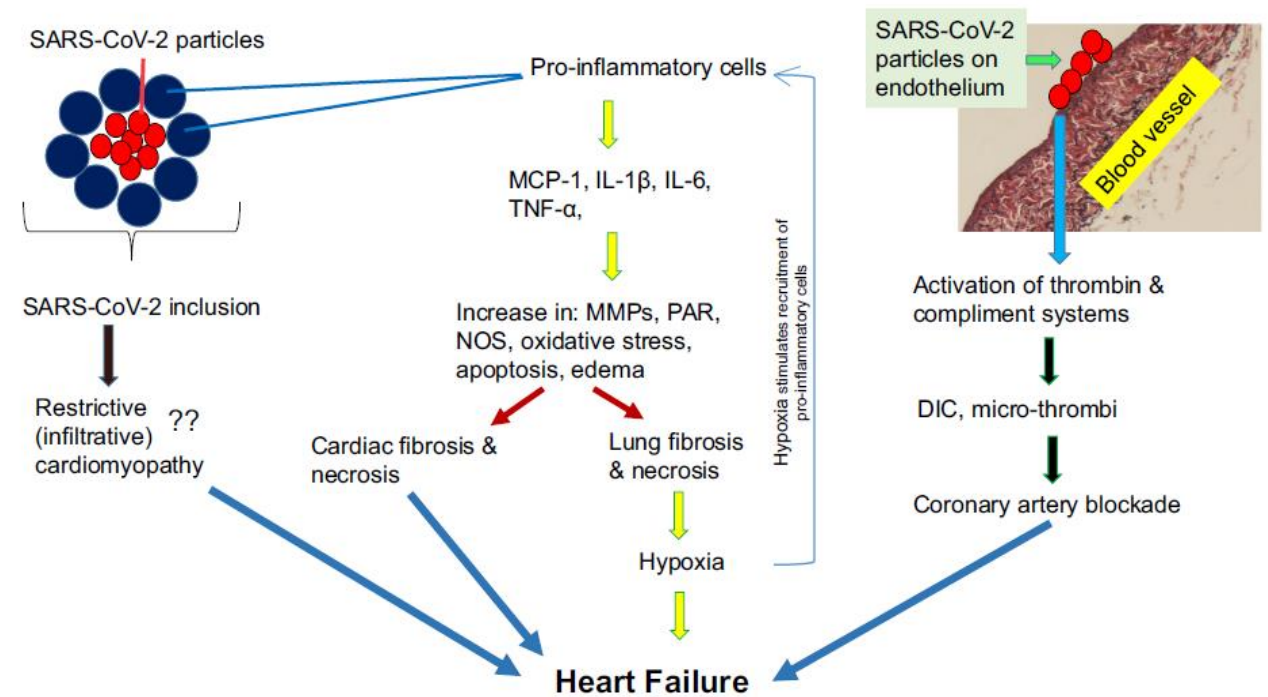 SARS-CoV-2 particles
SARS-CoV-2 inclusion
Restrictive
(infiltrative)
cardiomyopathy
??
Pro-inflammatory cells
MCP-1, IL-1β, IL-6,
TNF-α,
Increase in: MMPs, PAR,
NOS, oxidative stress,
apoptosis, edema
Cardiac fibrosis &
necrosis
Lung fibrosis
& necrosis
Hypoxia
Hypoxia stimulates recruitment of
pro-inflammatory cells
SARS-CoV-2
particles on
endothelium
Blood vessel
Activation of thrombin &
compliment systems
DIC, micro-thrombi
Coronary artery blockade
Heart Failure